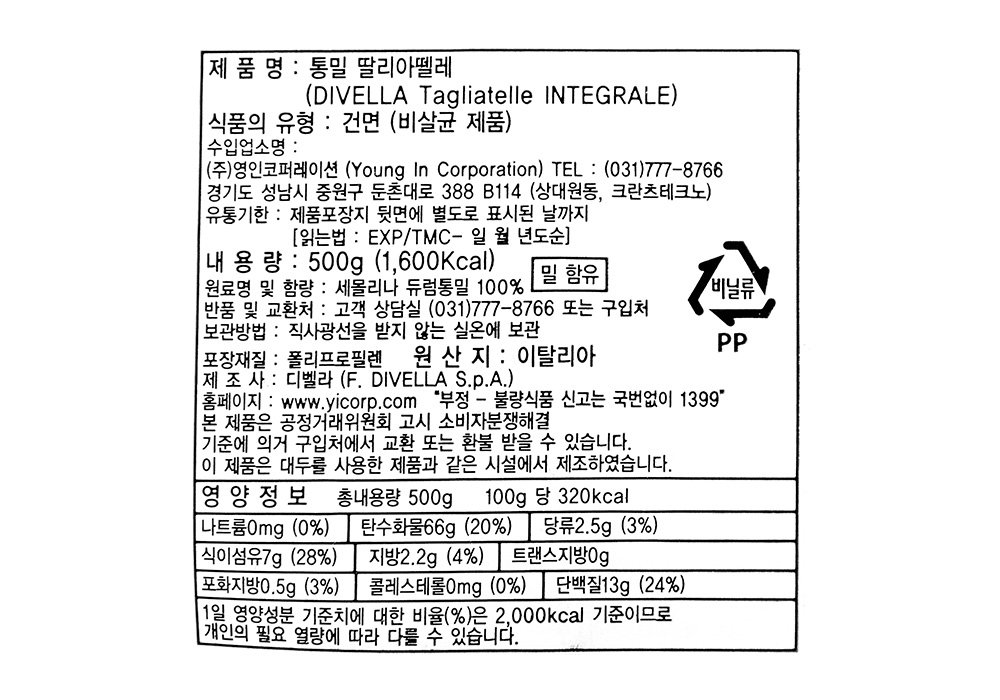 제 품 명 : 통밀 딸리아뗄레
(DIVELLA Tagliatelle INTEGRALE)
식품의 유형 : 건면 (비살균 제품)
수입업소명 :
(주)영인코퍼레이션 (Young In Corporation) TEL : (031)777-8766
경기도 성남시 중원구 둔촌대로 388 B114 (상대원동, 크란츠테크노)
유통기한 : 제품포장지 뒷면에 별도로 표시된 날까지
[읽는법 : EXP/TMC- 일 월 년도순]
내 용 량 : 500g (1,600Kcal)
밀 함유
원료명 및 함량 : 세몰리나 듀럼통밀 100%
반품 및 교환처 : 고객 상담실 (031)777-8766 또는 구입처
보관방법 : 직사광선을 받지 않는 실온에 보관
비닐류
PP
포장재질 : 폴리프로필렌 원 산 지 : 이탈리아
제 조 사 : 디벨라 (F. DIVELLA S.p.A.)
홈페이지 : www.yicorp.com "부정 - 불량식품 신고는 국번없이 1399"
본 제품은 공정거래위원회 고시 소비자분쟁해결
기준에 의거 구입처에서 교환 또는 환불 받을 수 있습니다.
이 제품은 대두를 사용한 제품과 같은 시설에서 제조하였습니다.
영 양 정 보 총내용량 500g 100g 당 320kcal
나트륨0mg (0%) 탄수화물66g (20%) 당류2.5g (3%)
식이섬유7g (28%) 지방2.2g (4%) 트랜스지방0g
포화지방0.5g (3%) 콜레스테롤0mg (0%) 단백질13g (24%)
1일 영양성분 기준치에 대한 비율(%)은 2,000kcal 기준이므로
개인의 필요 열량에 따라 다를 수 있습니다.